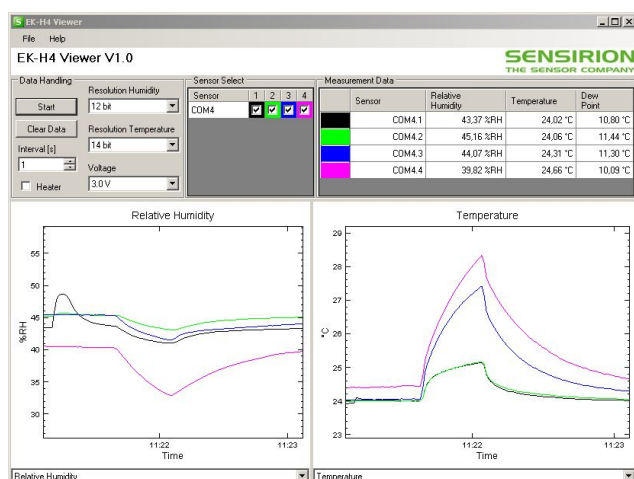 EK-H4 Viewer
File Help
EK-H4 Viewer V1.0
SENSIRION
THE SENSOR COMPANY
Data Handling
Start
Clear Data
Interval [s]
1
Heater
Resolution Humidity
12 bit
Resolution Temperature
14 bit
Voltage
3.0 V
Sensor Select
Sensor 1 2 3 4
COM4
Measurement Data
Sensor Relative Humidity Temperature Dew Point
COM4.1 43,37 %RH 24,02 °C 10,80 °C
COM4.2 45,16 %RH 24,06 °C 11,44 °C
COM4.3 44,07 %RH 24,31 °C 11,30 °C
COM4.4 39,82 %RH 24,66 °C 10,09 °C
Relative Humidity
55
50
45
40
35
30
%RH
11:22 11:23
Time
Relative Humidity
Temperature
29
28
27
26
25
24
23
°C
11:22 11:23
Time
Temperature